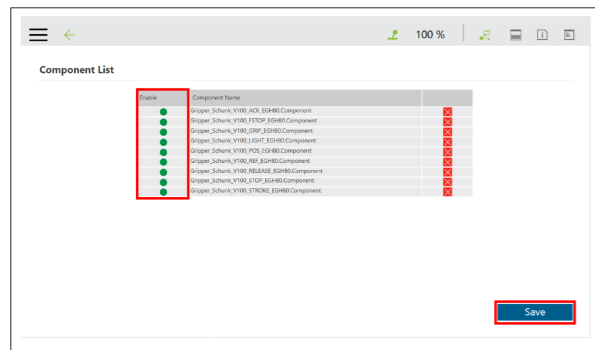 100 %
Component List
Enable Component Name
Gripper_Schunk_V100_ACK_EGH80.Component
Gripper_Schunk_V100_FSTOP_EGH80.Component
Gripper_Schunk_V100_GRIP_EGH80.Component
Gripper_Schunk_V100_LIGHT_EGH80.Component
Gripper_Schunk_V100_POS_EGH80.Component
Gripper_Schunk_V100_REF_EGH80.Component
Gripper_Schunk_V100_RELEASE_EGH80.Component
Gripper_Schunk_V100_STOP_EGH80.Component
Gripper_Schunk_V100_STROKE_EGH80.Component
Save